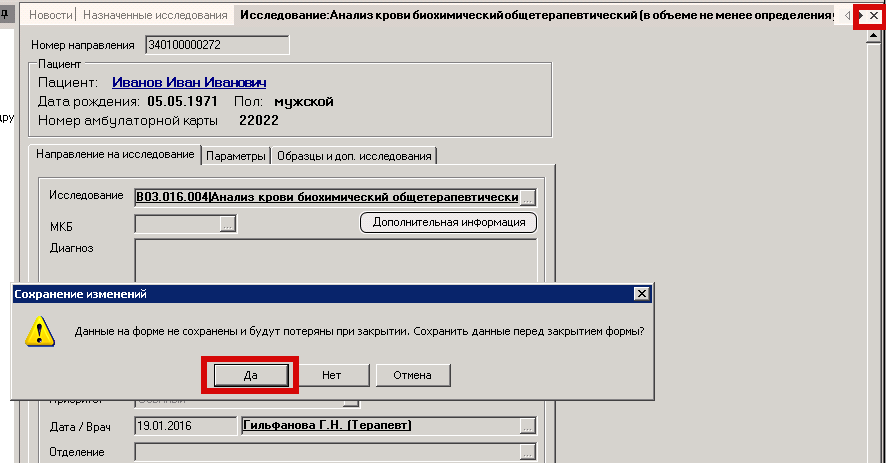 Новости Назначенные исследования Исследование:Анализ крови биохимический общетерапевтический (в объеме не менее определения
Номер направления 340100000272
Пациент
Пациент: Иванов Иван Иванович
Дата рождения: 05.05.1971 Пол: мужской
Номер амбулаторной карты 22022
Направление на исследование Параметры Образцы и доп. исследования
Исследование B03.016.004|Анализ крови биохимический общетерапевтически ...
МКБ ... Дополнительная информация
Диагноз
Сохранение изменений
Данные на форме не сохранены и будут потеряны при закрытии. Сохранить данные перед закрытием формы?
Да Нет Отмена
Дата / Врач 19.01.2016 Гильфанова Г.Н. (Терапевт) ...
Отделение ...